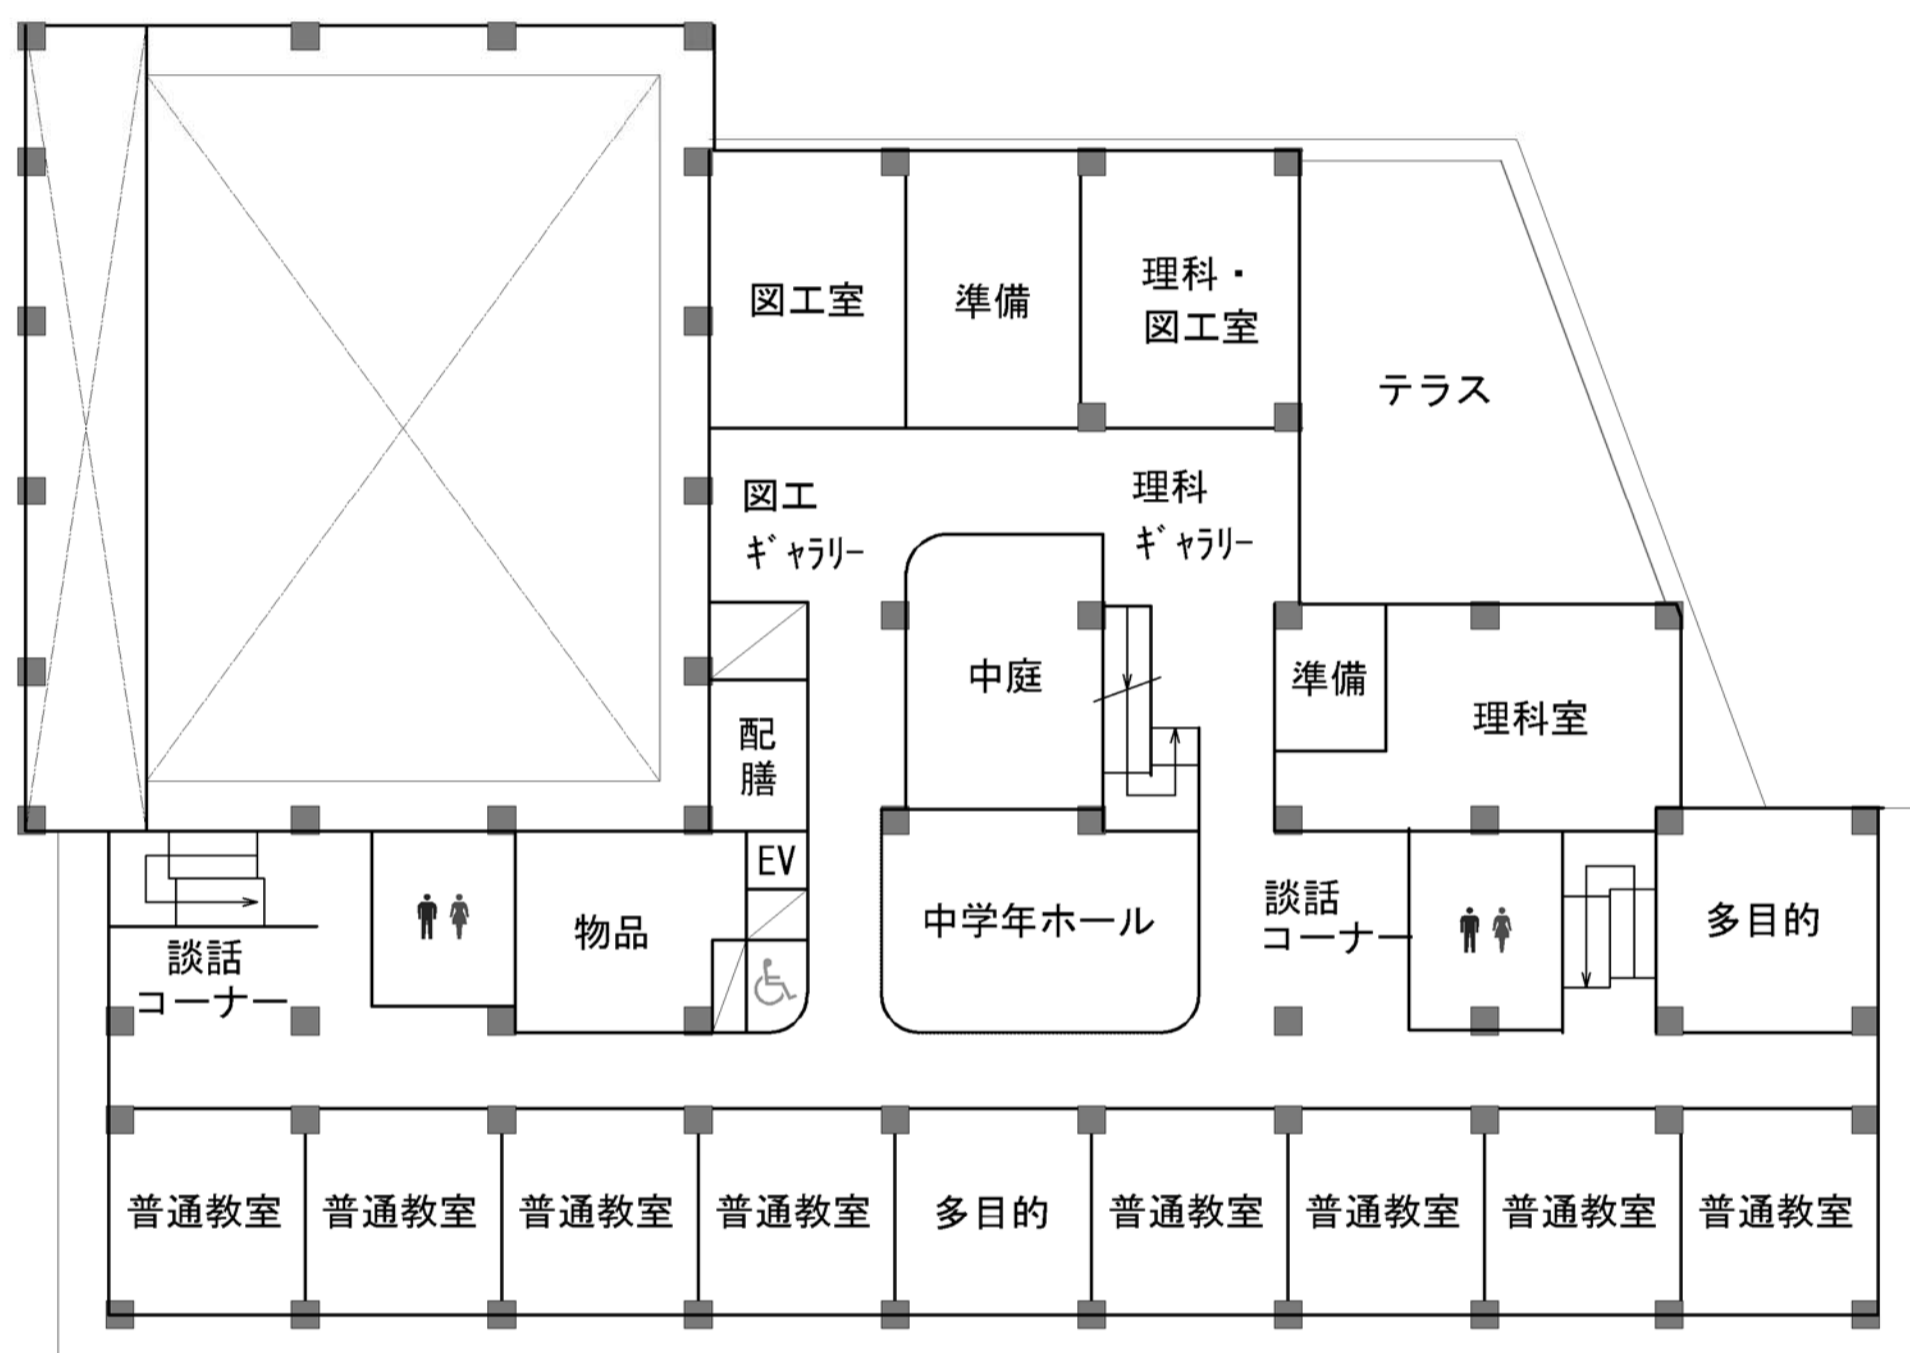 図工室
準備
理科・
図工室
テラス
図工
ギャラリー
理科
ギャラリー
中庭
準備
理科室
配
膳
EV
物品
中学年ホール
談話
コーナー
多目的
談話
コーナー
普通教室
普通教室
普通教室
普通教室
多目的
普通教室
普通教室
普通教室
普通教室